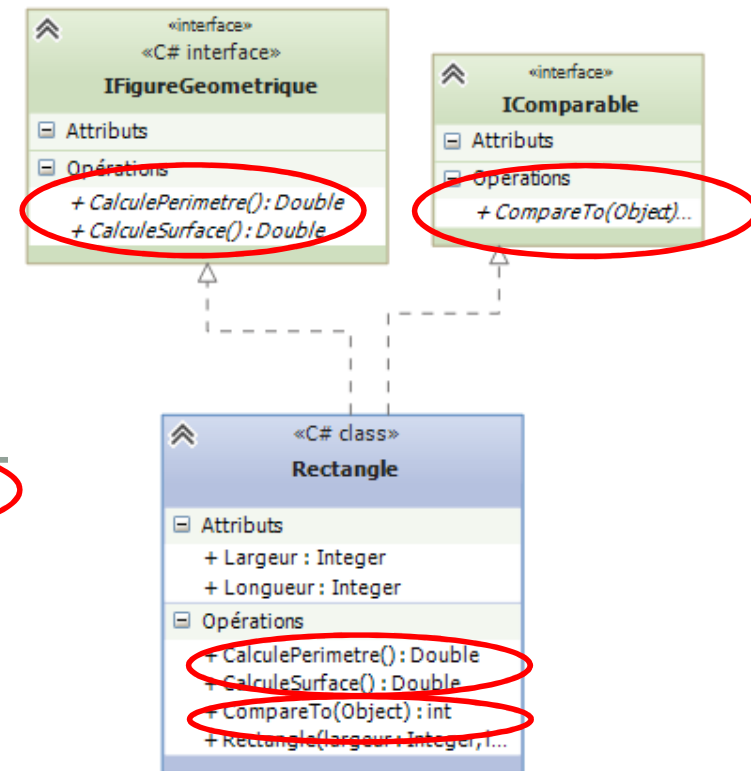 «interface»
«C# interface»
IFigureGeometrique
Attributs
Opérations
+ CalculePerimetre(): Double
+ CalculeSurface(): Double
«interface»
IComparable
Attributs
Opérations
+ CompareTo(Object)...
«C# class»
Rectangle
Attributs
+ Largeur : Integer
+ Longueur : Integer
Opérations
+ CalculePerimetre() : Double
+ CalculeSurface() : Double
+ CompareTo(Object) : int
+ Rectangle(largeur : Integer, l...